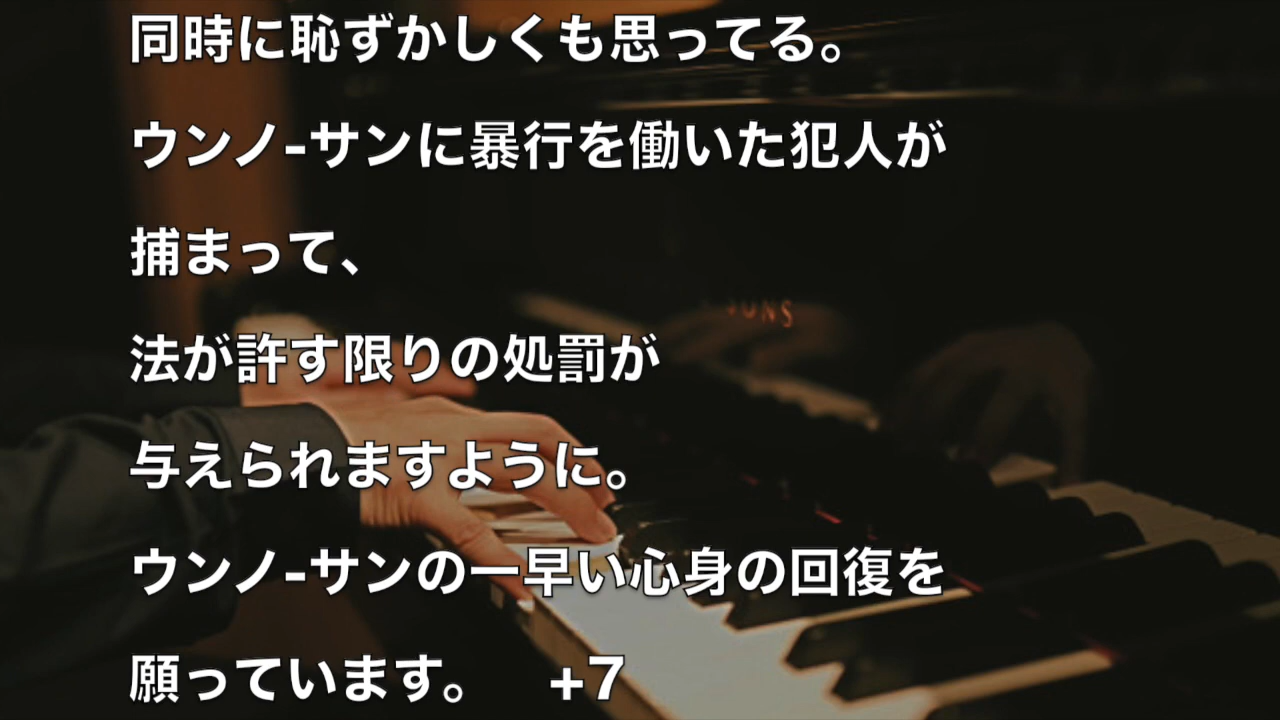 同時に恥ずかしくも思ってる。
ウンノ-サンに暴行を働いた犯人が
捕まって、
法が許す限りの処罰が
SONS
与えられますように。
ウンノ-サンの一早い心身の回復を
願っています。 +7